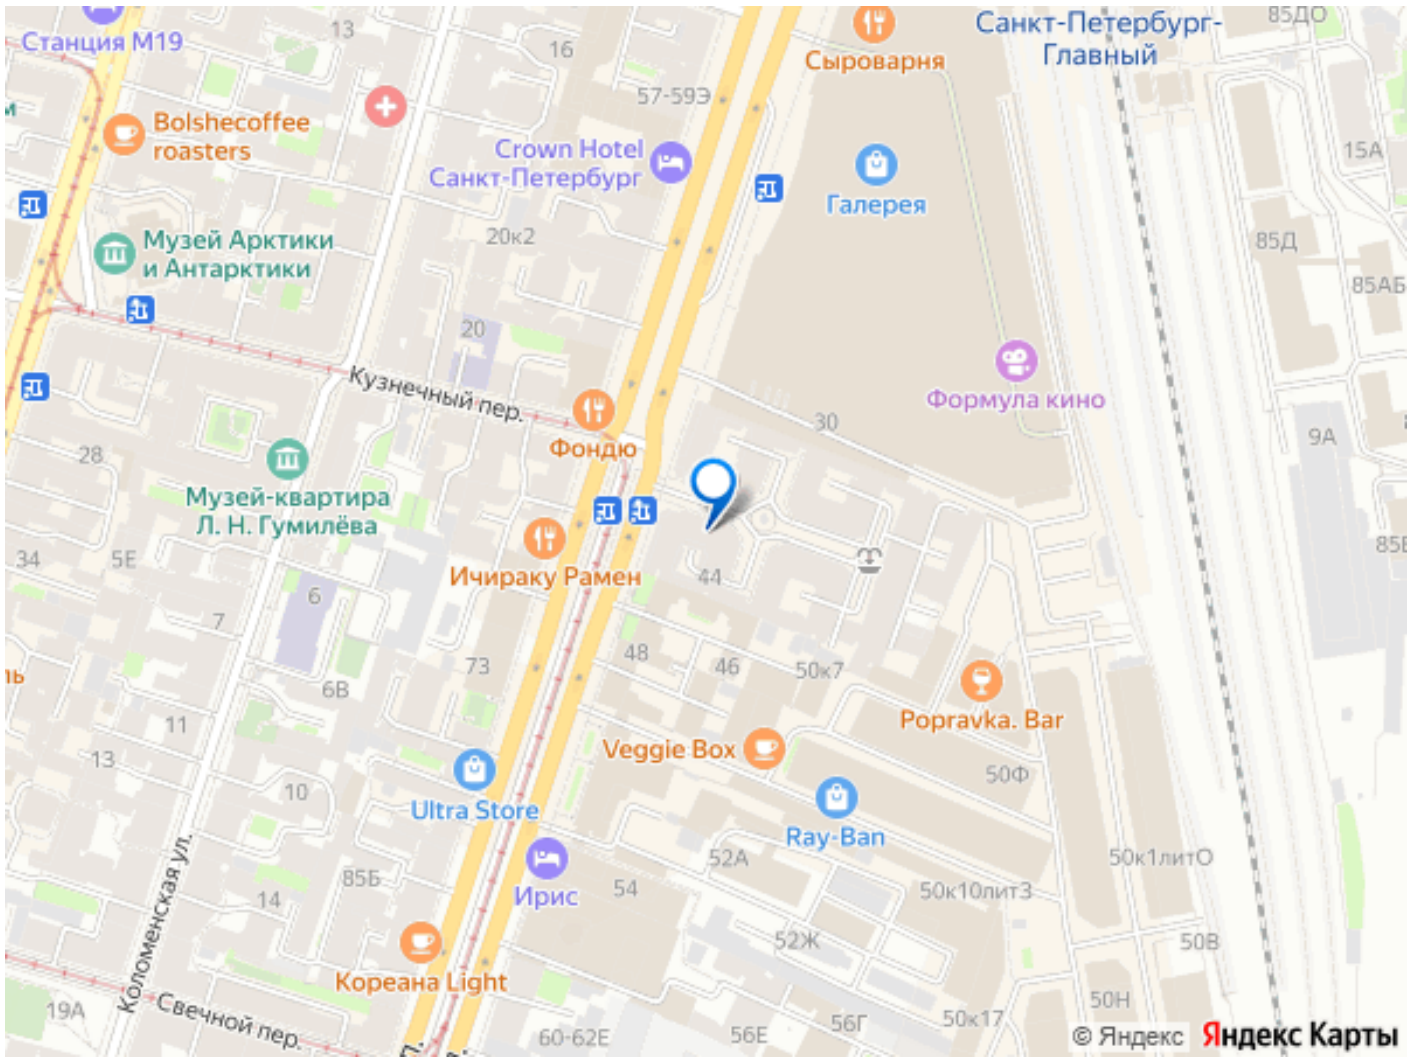 Станция М19
13
16
57-59Э
Сыроварня
Санкт-Петербург-
Главный
85ДО
Bolshecoffee
roasters
Crown Hotel
Санкт-Петербург
Галерея
15А
Музей Арктики
и Антарктики
20к2
85Д
85АБ
20
Кузнечный пер.
Фондю
30
Формула кино
9А
28
Музей-квартира
Л. Н. Гумилёва
34
5Е
Ичираку Рамен
44
6
7
48
46
50к7
73
6В
11
Popravka. Bar
13
Veggie Box
50Ф
10
Ultra Store
Ray-Ban
52А
50к1литО
85Б
Ирис
54
50к10литЗ
14
Коломенская ул.
52Ж
50В
Кореана Light
19А
Свечной пер.
60-62Е
56Е
56Г
50к17
50Н
© Яндекс
Яндекс Карты